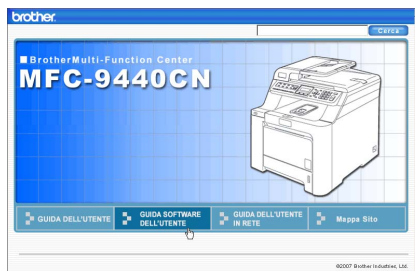 brother.
Cerca
BrotherMulti-Function Center
MFC-9440CN
GUIDA DELL'UTENTE
GUIDA SOFTWARE
DELL'UTENTE
GUIDA DELL'UTENTE
IN RETE
Mappa Sito
©2007 Brother Industries, Ltd.